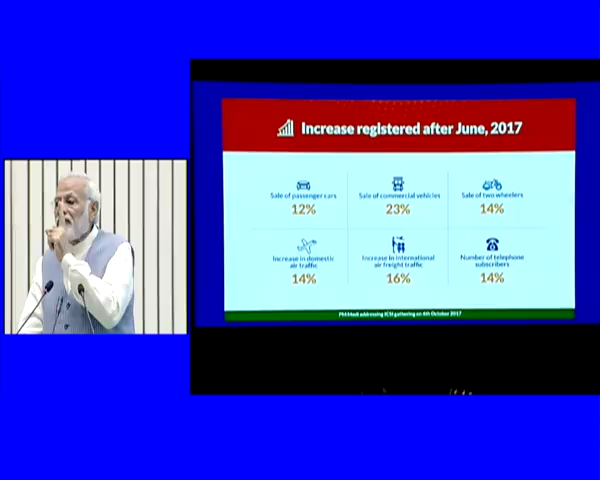 Increase registered after June, 2017
Sale of passenger cars
12%
Sale of commercial vehicles
23%
Sale of two wheelers
14%
Increase in domestic
air traffic
14%
Increase in international
air freight traffic
16%
Number of telephone
subscribers
14%
PM Modi addressing ICSI gathering on 4th October 2017